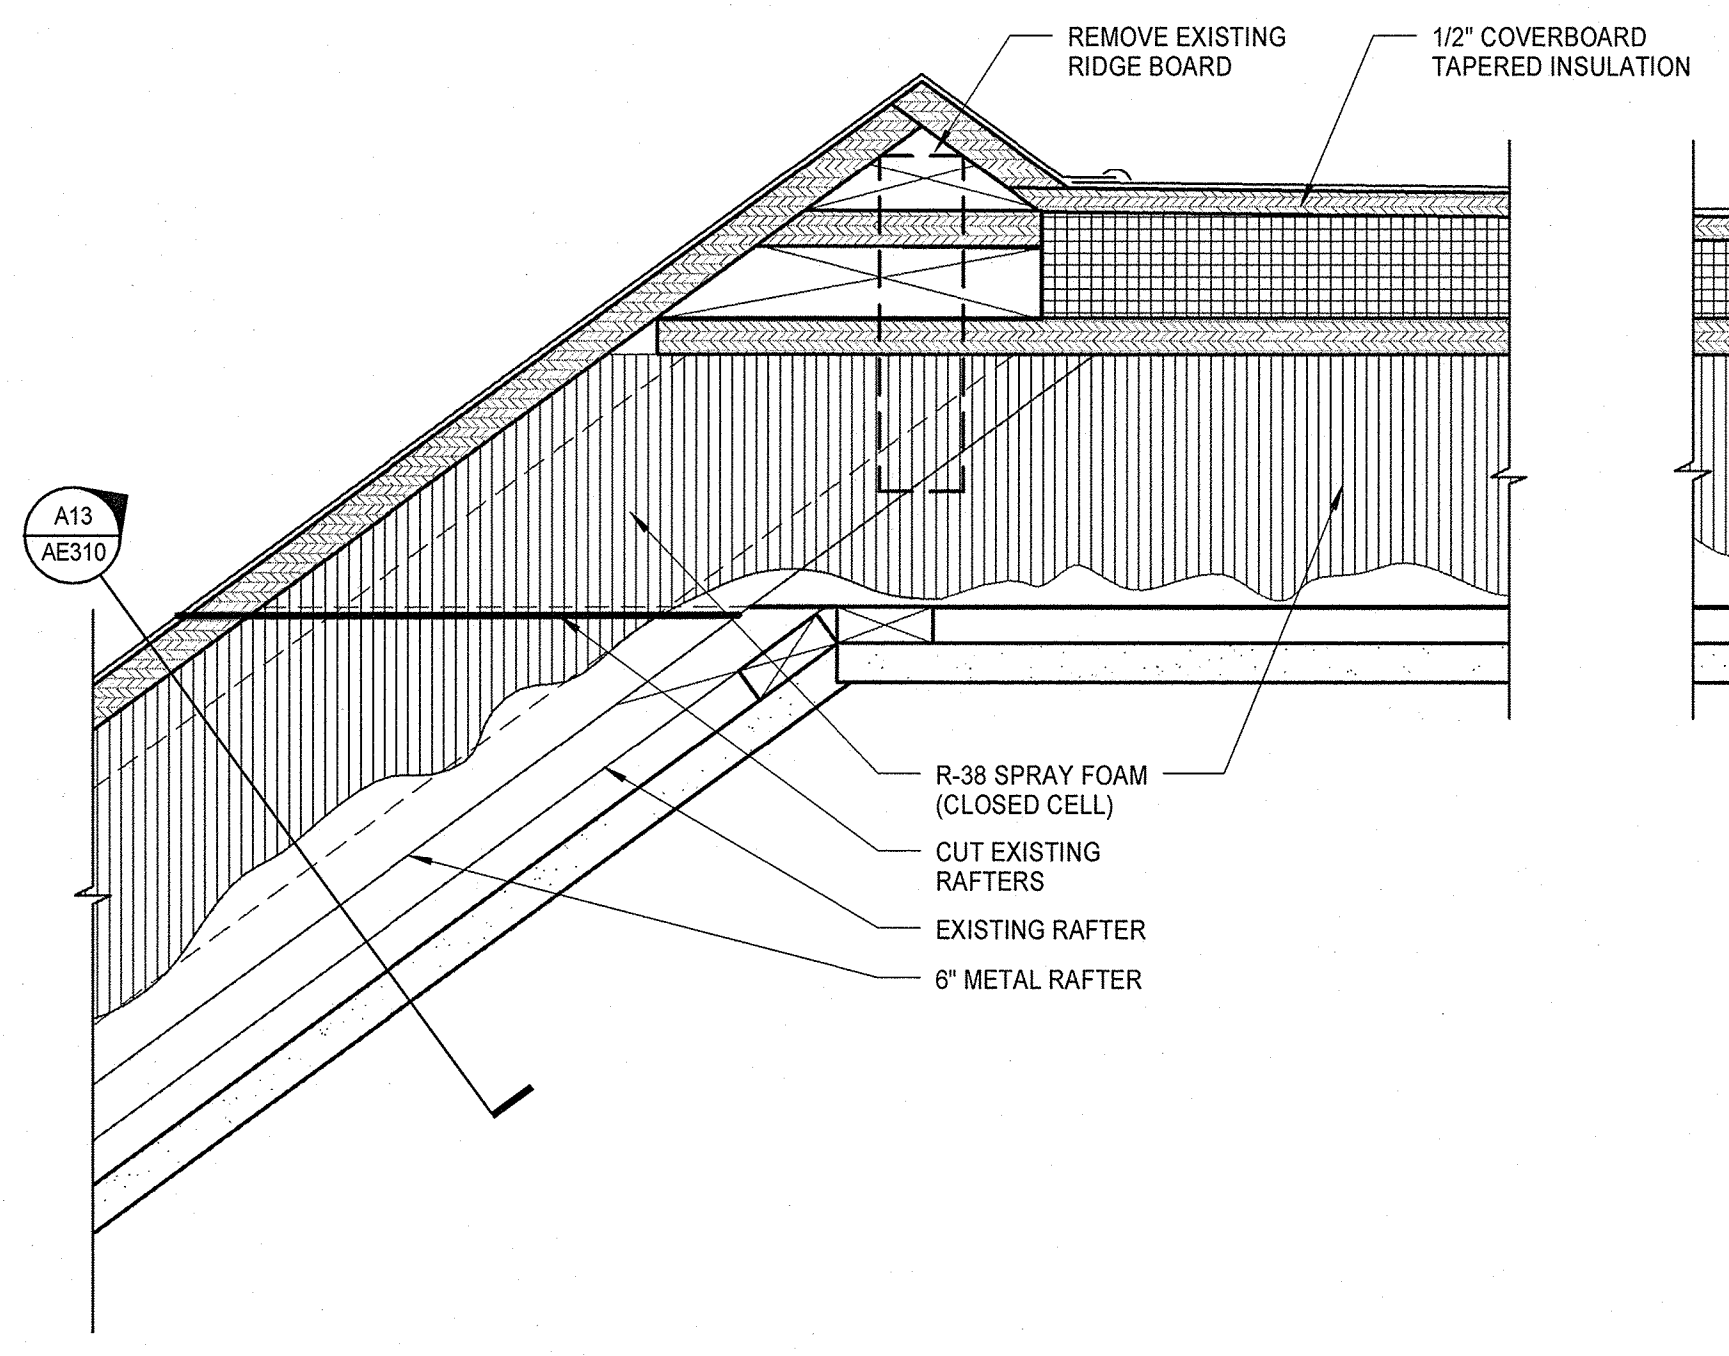 REMOVE EXISTING
RIDGE BOARD
1/2" COVERBOARD
TAPERED INSULATION
A13
AE310
R-38 SPRAY FOAM
(CLOSED CELL)
CUT EXISTING
RAFTERS
EXISTING RAFTER
6" METAL RAFTER